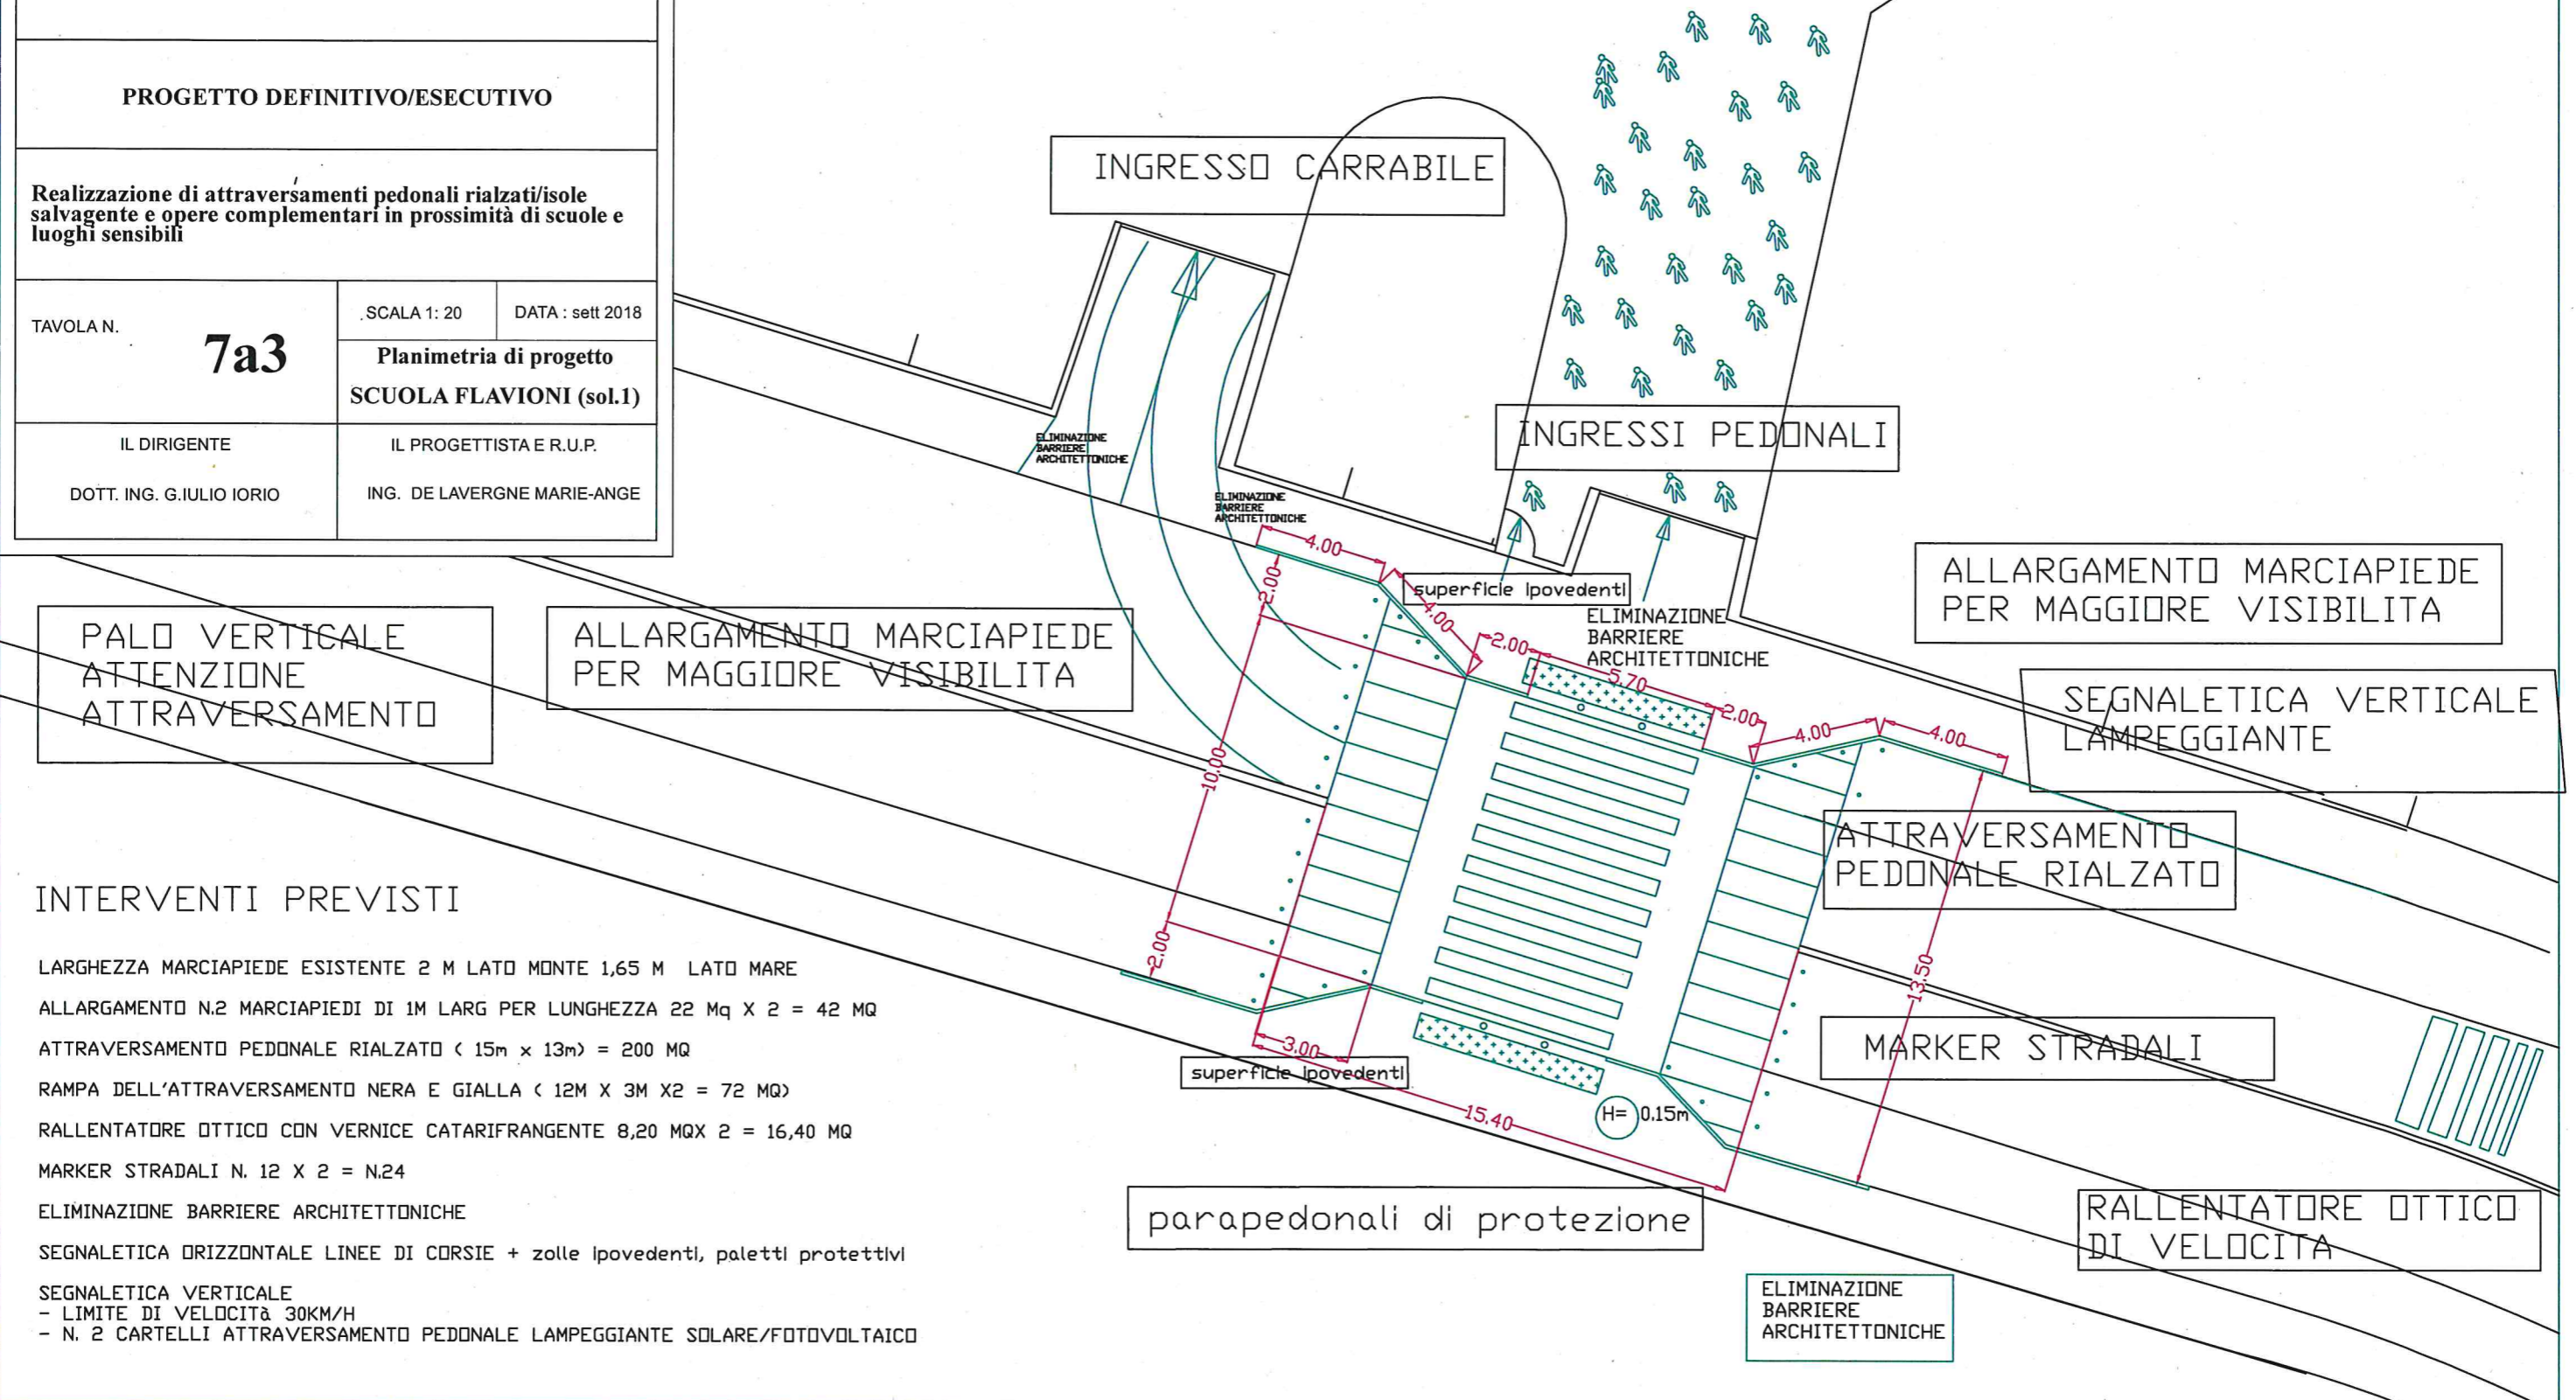 PROGETTO DEFINITIVO/ESECUTIVO
Realizzazione di attraversamenti pedonali rialzati/isole
salvagente e opere complementari in prossimità di scuole e
luoghi sensibili
TAVOLA N.
7a3
SCALA 1: 20
DATA : sett 2018
Planimetria di progetto
SCUOLA FLAVIONI (sol.1)
IL DIRIGENTE
DOTT. ING. G.IULIO IORIO
IL PROGETTISTA E R.U.P.
ING. DE LAVERGNE MARIE-ANGE
INGRESSO CARRABILE
INGRESSI PEDONALI
ELIMINAZIONE
BARRIERE
ARCHITETTONICHE
ELIMINAZIONE
BARRIERE
ARCHITETTONICHE
4.00
2.00
superficie ipovedenti
4.00
ELIMINAZIONE
BARRIERE
ARCHITETTONICHE
2.00
5.70
2.00
4.00
4.00
ALLARGAMENTO MARCIAPIEDE
PER MAGGIORE VISIBILITA
SEGNALETICA VERTICALE
LAMPEGGIANTE
PALO VERTICALE
ATTENZIONE
ATTRAVERSAMENTO
ALLARGAMENTO MARCIAPIEDE
PER MAGGIORE VISIBILITA
10.00
ATTRAVERSAMENTO
PEDONALE RIALZATO
2.00
13.50
MARKER STRADALI
3.00
superficie ipovedenti
15.40
H= 0.15m
parapedonali di protezione
RALLENTATORE OTTICO
DI VELOCITA
ELIMINAZIONE
BARRIERE
ARCHITETTONICHE
INTERVENTI PREVISTI
LARGHEZZA MARCIAPIEDE ESISTENTE 2 M LATO MONTE 1,65 M LATO MARE
ALLARGAMENTO N.2 MARCIAPIEDI DI 1M LARG PER LUNGHEZZA 22 Mq X 2 = 42 MQ
ATTRAVERSAMENTO PEDONALE RIALZATO ( 15m x 13m) = 200 MQ
RAMPA DELL'ATTRAVERSAMENTO NERA E GIALLA ( 12M X 3M X2 = 72 MQ)
RALLENTATORE OTTICO CON VERNICE CATARIFRANGENTE 8,20 MQX 2 = 16,40 MQ
MARKER STRADALI N. 12 X 2 = N.24
ELIMINAZIONE BARRIERE ARCHITETTONICHE
SEGNALETICA ORIZZONTALE LINEE DI CORSIE + zolle ipovedenti, paletti protettivi
SEGNALETICA VERTICALE
- LIMITE DI VELOCITà 30KM/H
- N. 2 CARTELLI ATTRAVERSAMENTO PEDONALE LAMPEGGIANTE SOLARE/FOTOVOLTAICO